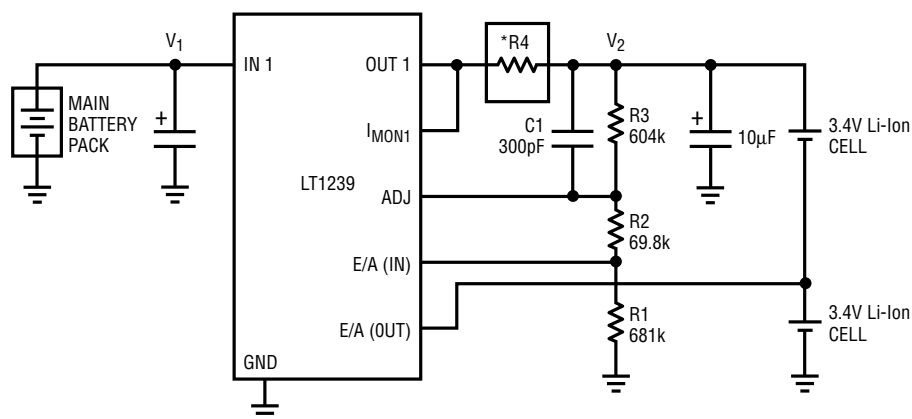 V1
IN 1
OUT 1
*R4
V2
MAIN
BATTERY
PACK
+
IMON1
C1
300pF
R3
604k
+
10µF
3.4V Li-Ion
CELL
LT1239
ADJ
R2
69.8k
E/A (IN)
E/A (OUT)
R1
681k
3.4V Li-Ion
CELL
GND